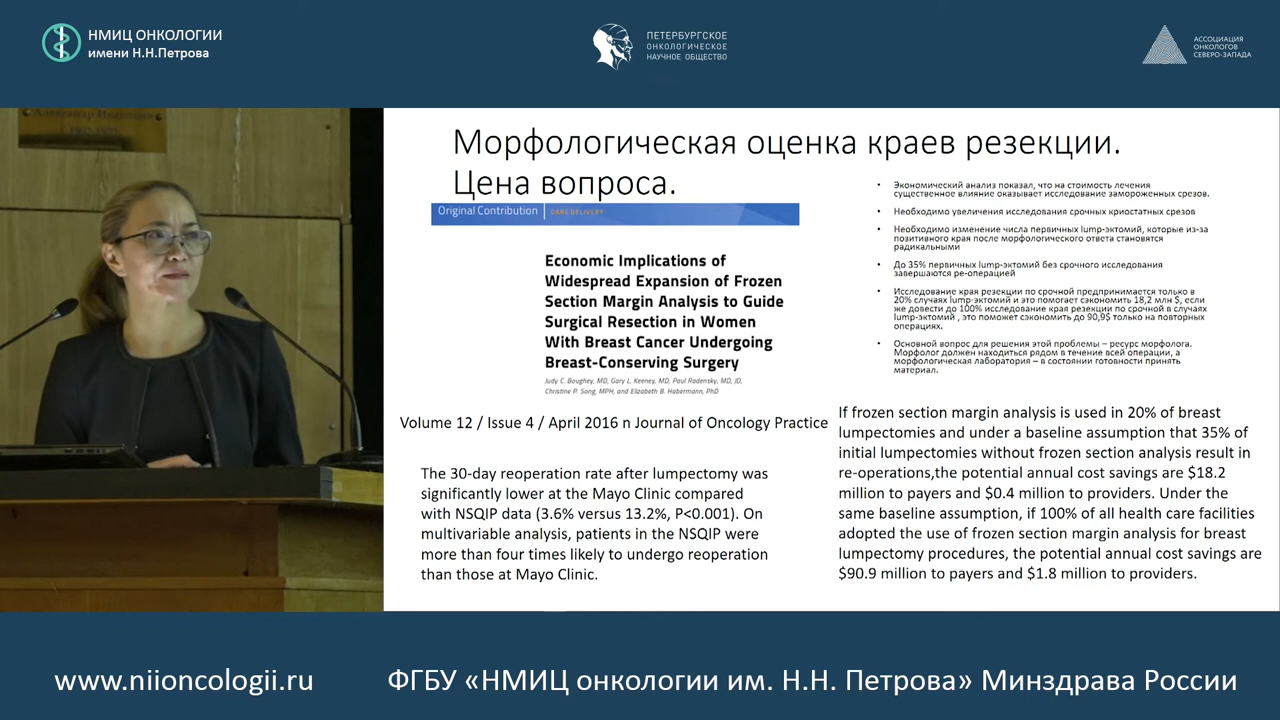 НМИЦ ОНКОЛОГИИ
имени Н.Н.Петрова
ПЕТЕРБУРГСКОЕ
ОНКОЛОГИЧЕСКОЕ
НАУЧНОЕ ОБЩЕСТВО
АССОЦИАЦИЯ
ОНКОЛОГОВ
СЕВЕРО-ЗАПАДА
Морфологическая оценка краев резекции.
Цена вопроса.
Original Contribution | CARE DELIVERY
Economic Implications of
Widespread Expansion of Frozen
Section Margin Analysis to Guide
Surgical Resection in Women
With Breast Cancer Undergoing
Breast-Conserving Surgery
Judy C. Boughey, MD, Gary L. Keeney, MD, Paul Radensky, MD, JD,
Christine P. Song, MPH, and Elizabeth B. Habermann, PhD
Volume 12 / Issue 4 / April 2016 n Journal of Oncology Practice
The 30-day reoperation rate after lumpectomy was
significantly lower at the Mayo Clinic compared
with NSQIP data (3.6% versus 13.2%, P<0.001). On
multivariable analysis, patients in the NSQIP were
more than four times likely to undergo reoperation
than those at Mayo Clinic.
• Экономический анализ показал, что на стоимость лечения
существенное влияние оказывает исследование замороженных срезов.
• Необходимо увеличения исследования срочных криостатных срезов
• Необходимо изменение числа первичных lump-эктомий, которые из-за
позитивного края после морфологического ответа становятся
радикальными
• До 35% первичных lump-эктомий без срочного исследования
завершаются ре-операцией
• Исследование края резекции по срочной предпринимается только в
20% случаях lump-эктомий и это помогает сэкономить 18,2 млн $, если
же довести до 100% исследование края резекции по срочной в случаях
lump-эктомий , это поможет сэкономить до 90,9$ только на повторных
операциях.
• Основной вопрос для решения этой проблемы – ресурс морфолога.
Морфолог должен находиться рядом в течение всей операции, а
морфологическая лаборатория – в состоянии готовности принять
материал.
If frozen section margin analysis is used in 20% of breast
lumpectomies and under a baseline assumption that 35% of
initial lumpectomies without frozen section analysis result in
re-operations,the potential annual cost savings are $18.2
million to payers and $0.4 million to providers. Under the
same baseline assumption, if 100% of all health care facilities
adopted the use of frozen section margin analysis for breast
lumpectomy procedures, the potential annual cost savings are
$90.9 million to payers and $1.8 million to providers.
www.niioncologii.ru
ФГБУ «НМИЦ онкологии им. Н.Н. Петрова» Минздрава России